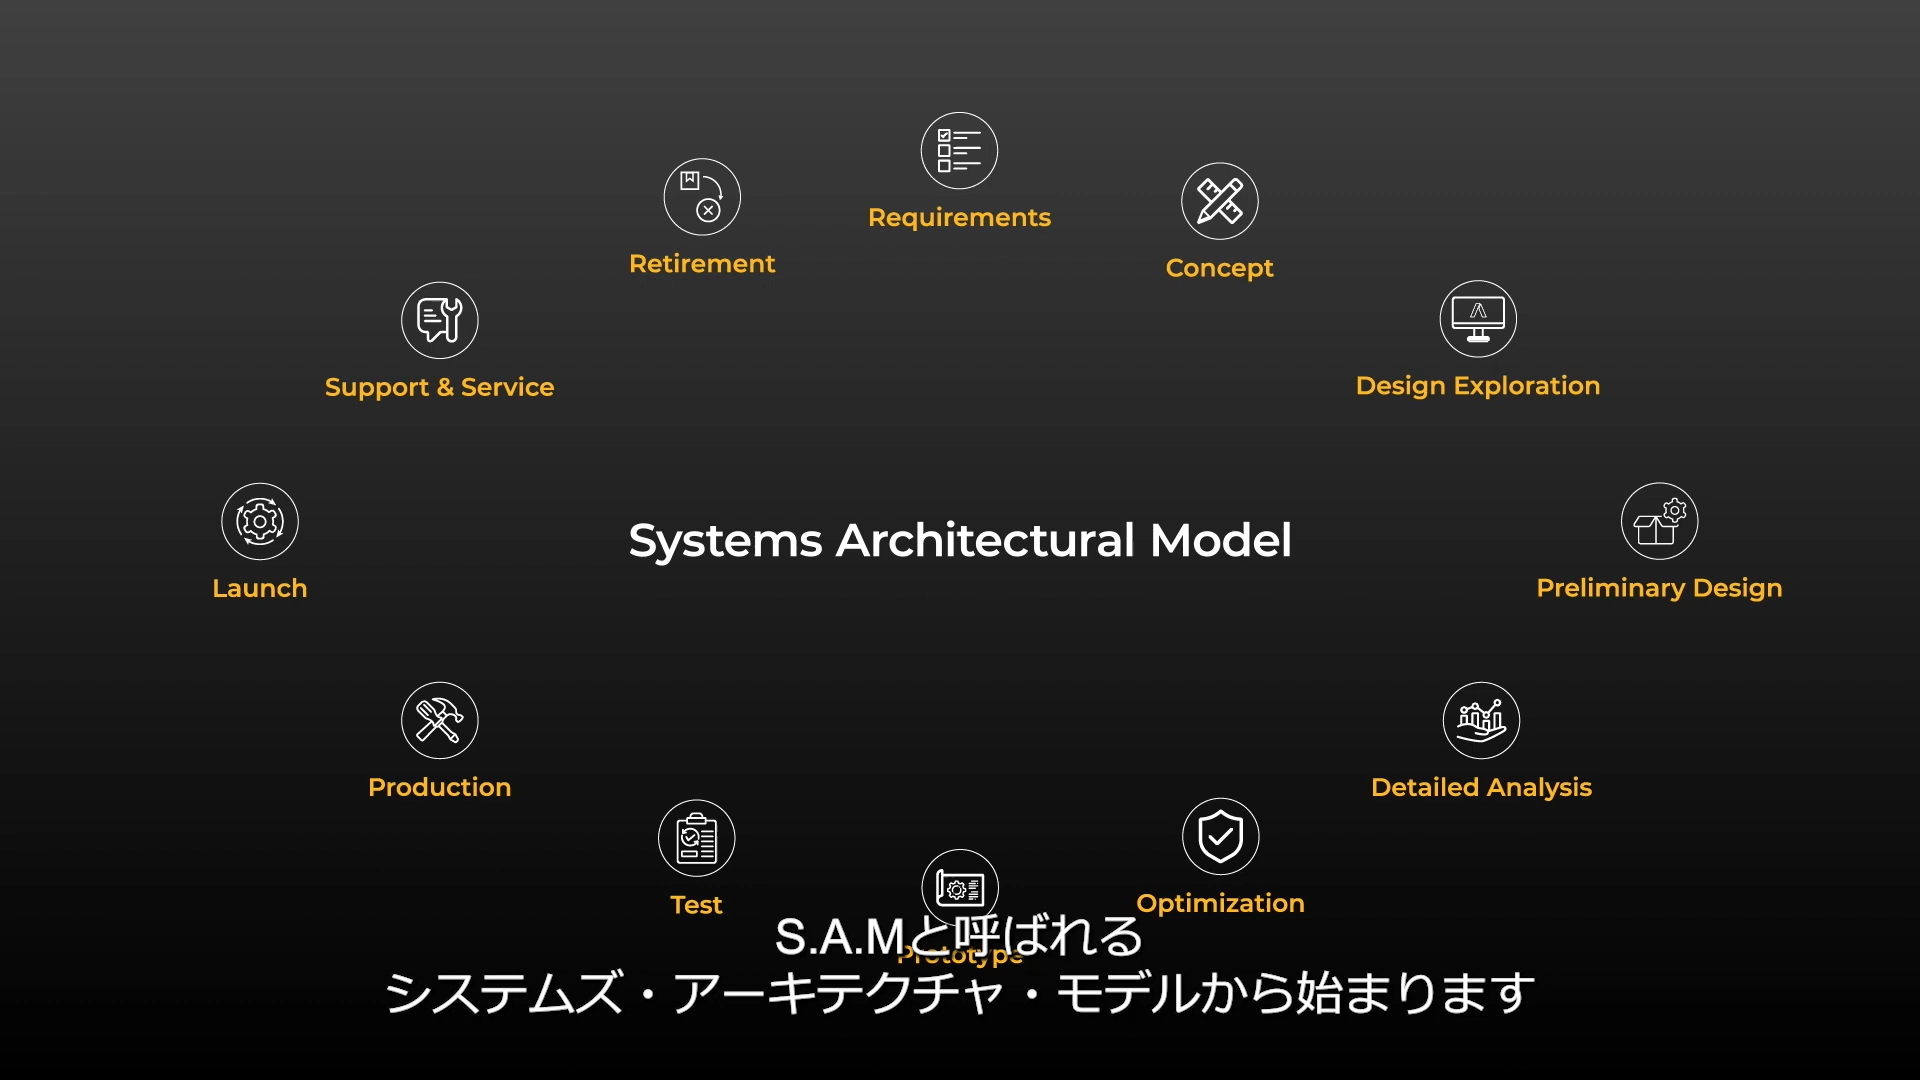 Requirements
Retirement
Concept
Support & Service
Design Exploration
Systems Architectural Model
Launch
Preliminary Design
Production
Detailed Analysis
Test
Optimization
Prototype
S.A.Mと呼ばれる
システムズ・アーキテクチャ・モデルから始まります